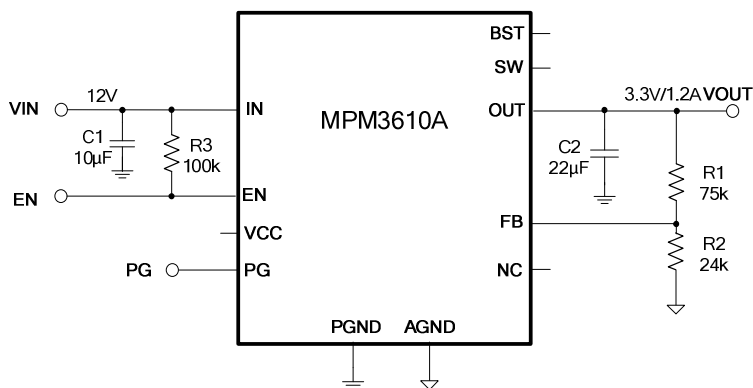 BST
SW
VIN 12V IN MPM3610A OUT 3.3V/1.2A VOUT
C1
10µF
R3
100k
C2
22µF
R1
75k
EN EN
FB
VCC
R2
24k
PG PG
NC
PGND AGND